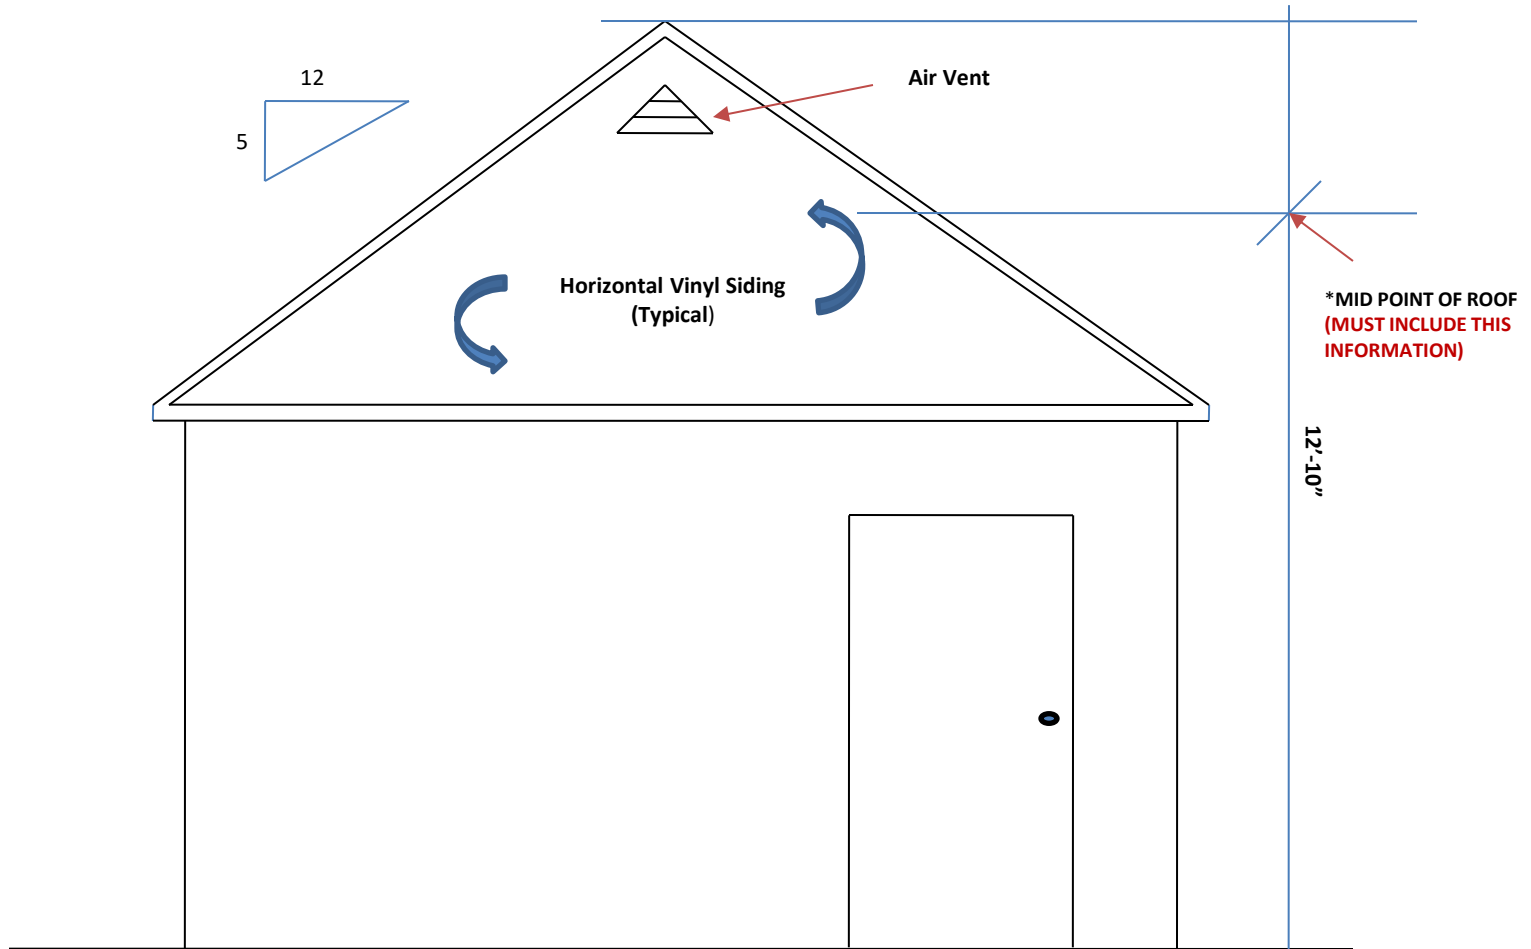 12
Air Vent
5
Horizontal Vinyl Siding
(Typical)
*MID POINT OF ROOF
(MUST INCLUDE THIS
INFORMATION)
12’-10”